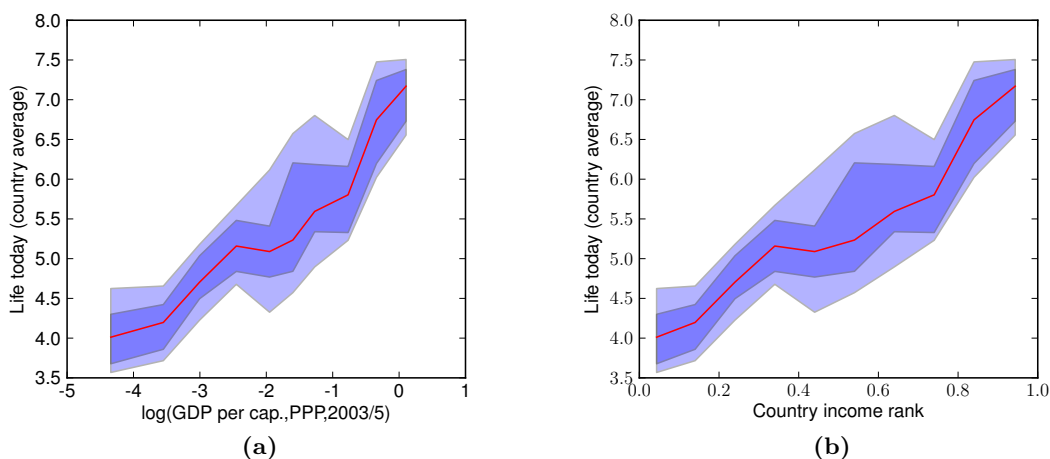 8.0
7.5
7.0
6.5
6.0
5.5
5.0
4.5
4.0
3.5
Life today (country average)
-5 -4 -3 -2 -1 0 1
log(GDP per cap.,PPP,2003/5)
(a)
8.0
7.5
7.0
6.5
6.0
5.5
5.0
4.5
4.0
3.5
Life today (country average)
0.0 0.2 0.4 0.6 0.8 1.0
Country income rank
(b)